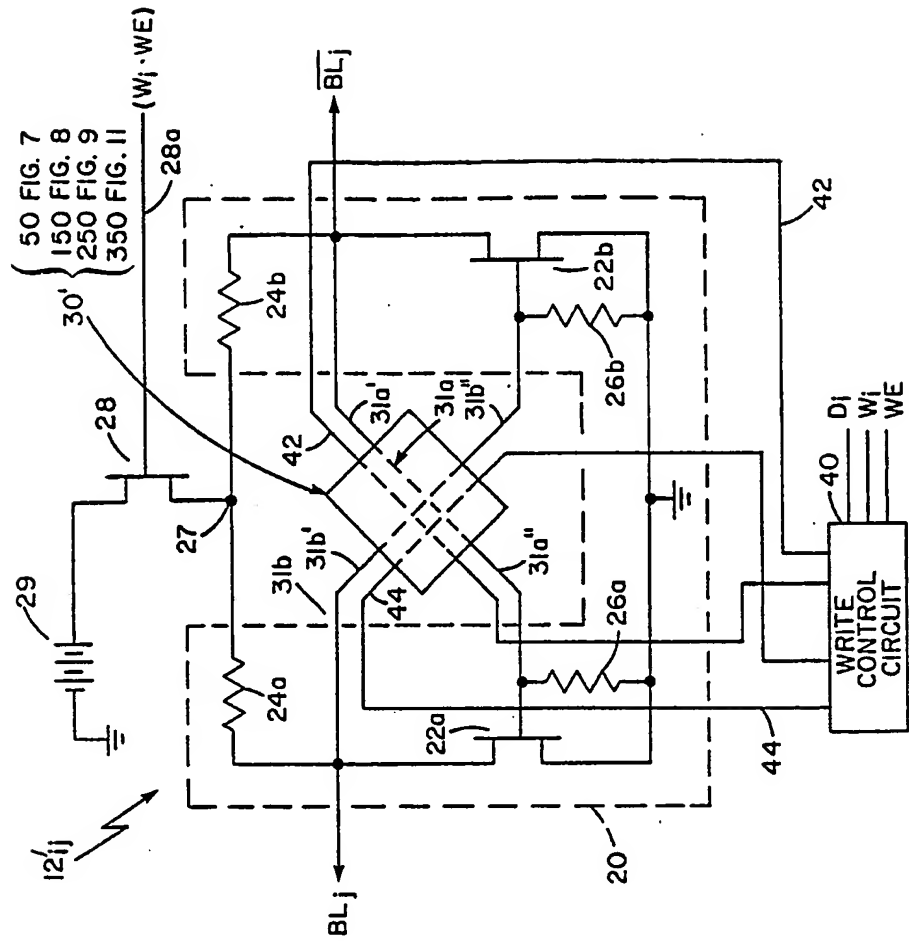 50 FIG. 7
150 FIG. 8
250 FIG. 9
350 FIG. 11
(Wi · WE)
28a
30'
28
29
27
12'ij
24a
24b
BLj
B̅L̅j
42
31a'
31a
31b"
31b'
31b
44
31a"
22a
22b
26a
26b
42
44
20
40
Di
Wi
WE
WRITE
CONTROL
CIRCUIT